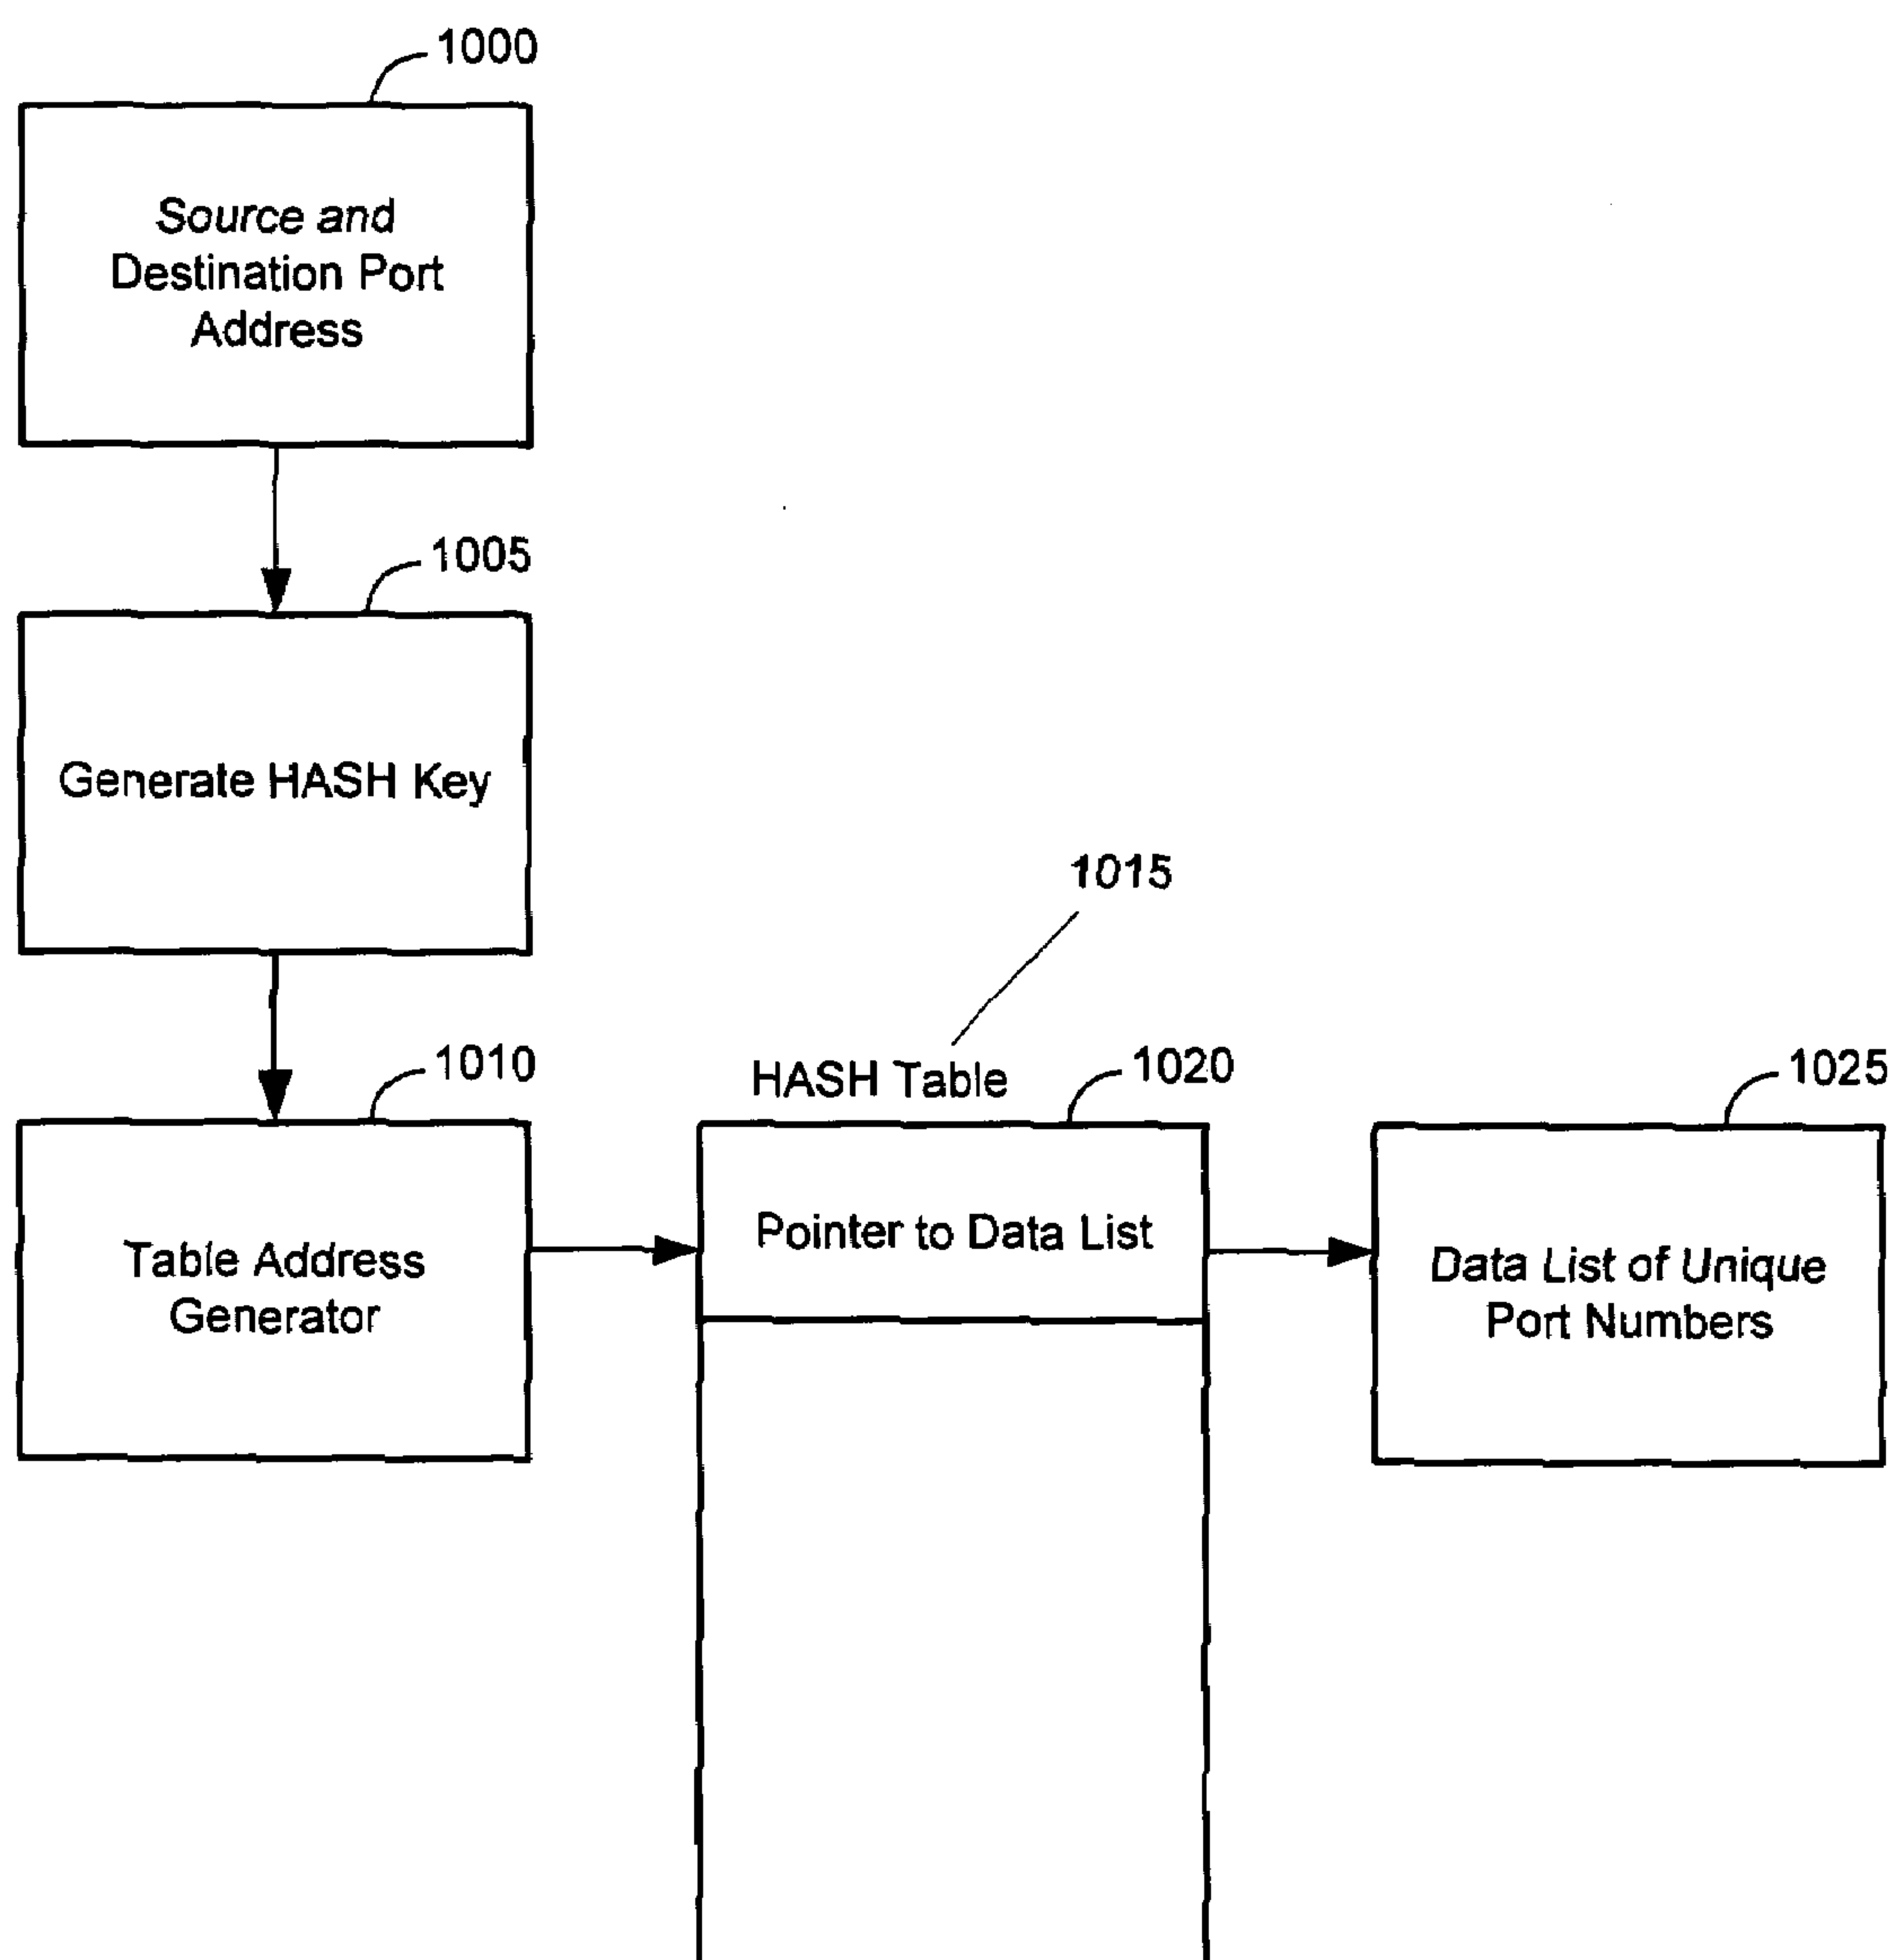 1000
Source and
Destination Port
Address
1005
Generate HASH Key
1015
1010
HASH Table
1020
1025
Table Address
Generator
Pointer to Data List
Data List of Unique
Port Numbers